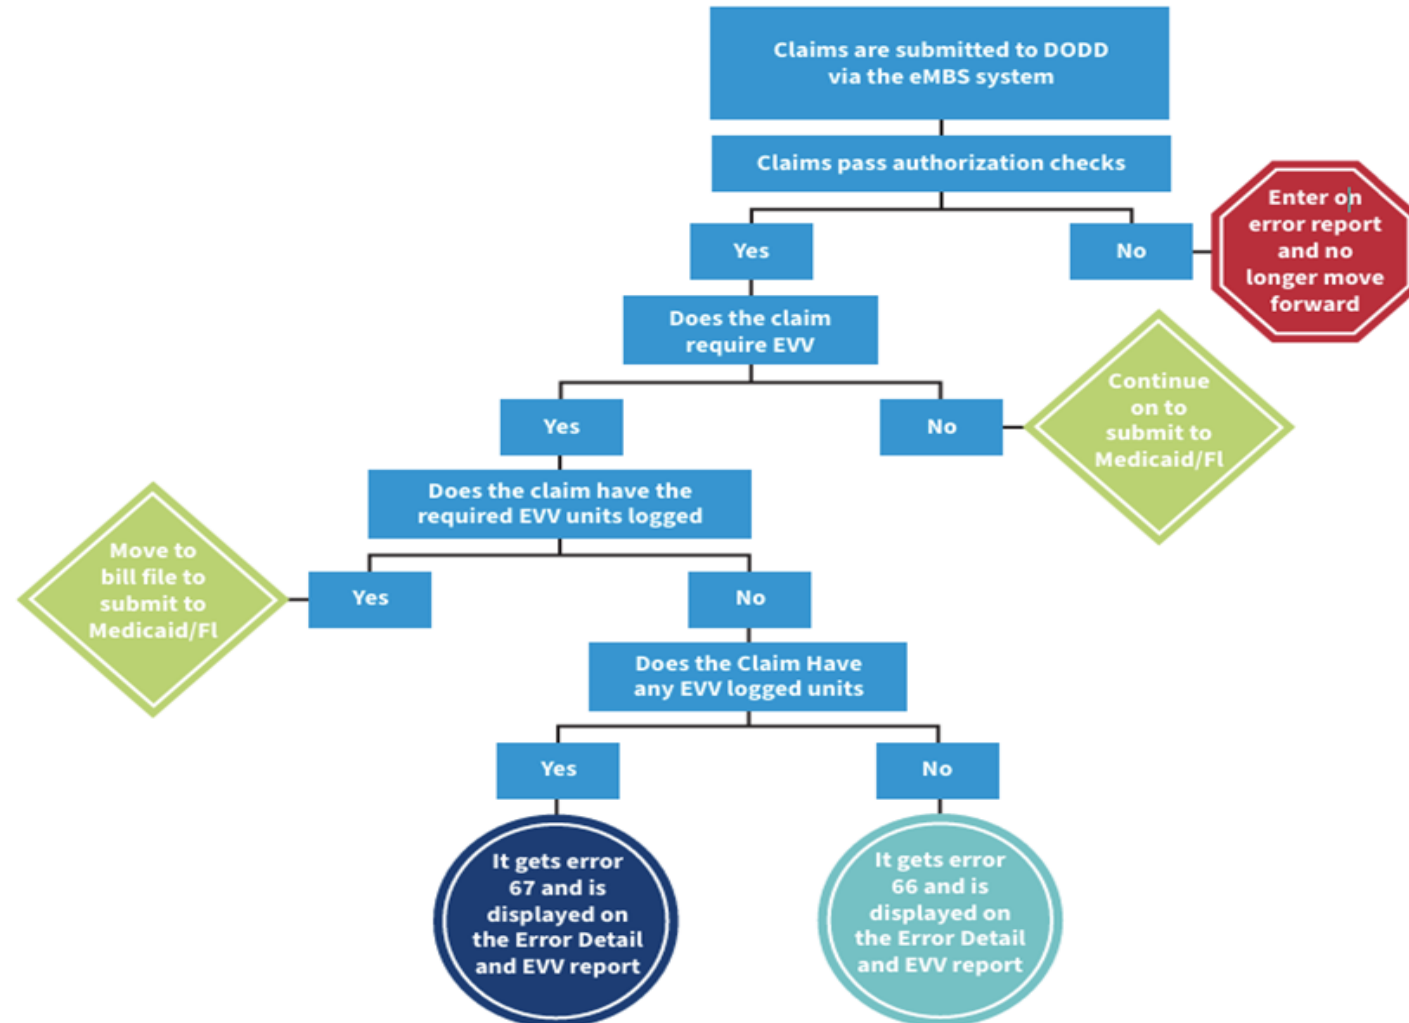 Claims are submitted to DODD
via the eMBS system
Claims pass authorization checks
Yes
No
Enter on
error report
and no
longer move
forward
Does the claim
require EVV
Yes
No
Continue
on to
submit to
Medicaid/Fl
Does the claim have the
required EVV units logged
Move to
bill file to
submit to
Medicaid/Fl
Yes
No
Does the Claim Have
any EVV logged units
Yes
No
It gets error
67 and is
displayed on
the Error Detail
and EVV report
It gets error
66 and is
displayed on
the Error Detail
and EVV report